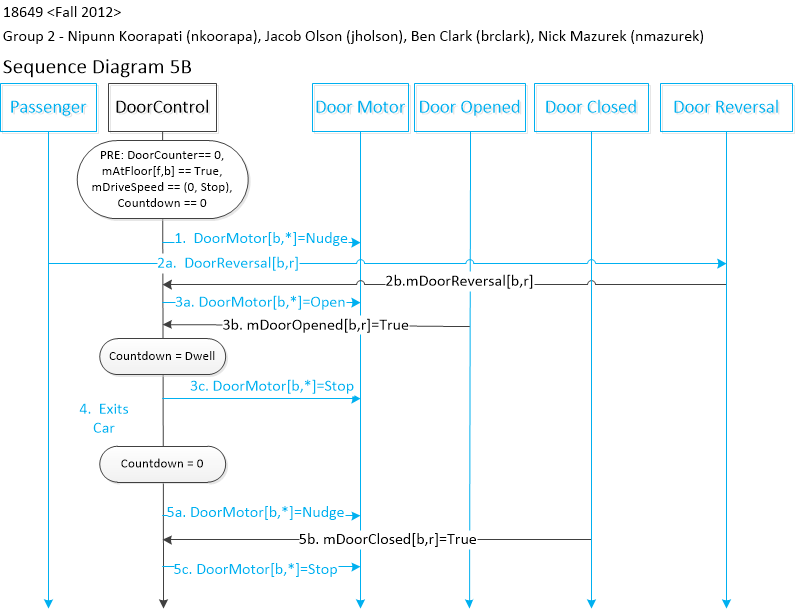 18649 <Fall 2012>
Group 2 - Nipunn Koorapati (nkoorapa), Jacob Olson (jholson), Ben Clark (brclark), Nick Mazurek (nmazurek)
Sequence Diagram 5B
Passenger
DoorControl
Door Motor
Door Opened
Door Closed
Door Reversal
PRE: DoorCounter== 0,
mAtFloor[f,b] == True,
mDriveSpeed == (0, Stop),
Countdown == 0
1. DoorMotor[b,*]=Nudge
2a. DoorReversal[b,r]
2b.mDoorReversal[b,r]
3a. DoorMotor[b,*]=Open
3b. mDoorOpened[b,r]=True
Countdown = Dwell
3c. DoorMotor[b,*]=Stop
4. Exits
Car
Countdown = 0
5a. DoorMotor[b,*]=Nudge
5b. mDoorClosed[b,r]=True
5c. DoorMotor[b,*]=Stop